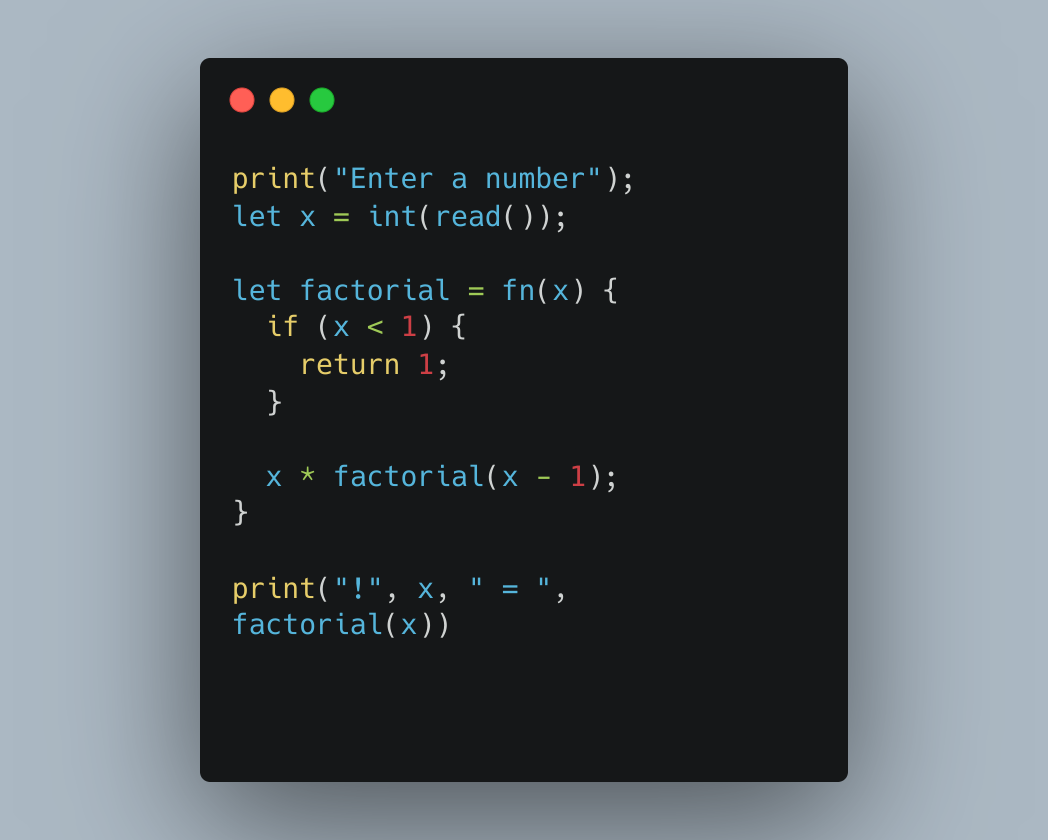 print("Enter a number");
let x = int(read());

let factorial = fn(x) {
  if (x < 1) {
    return 1;
  }

  x * factorial(x - 1);
}

print("!", x, " = ",
factorial(x))